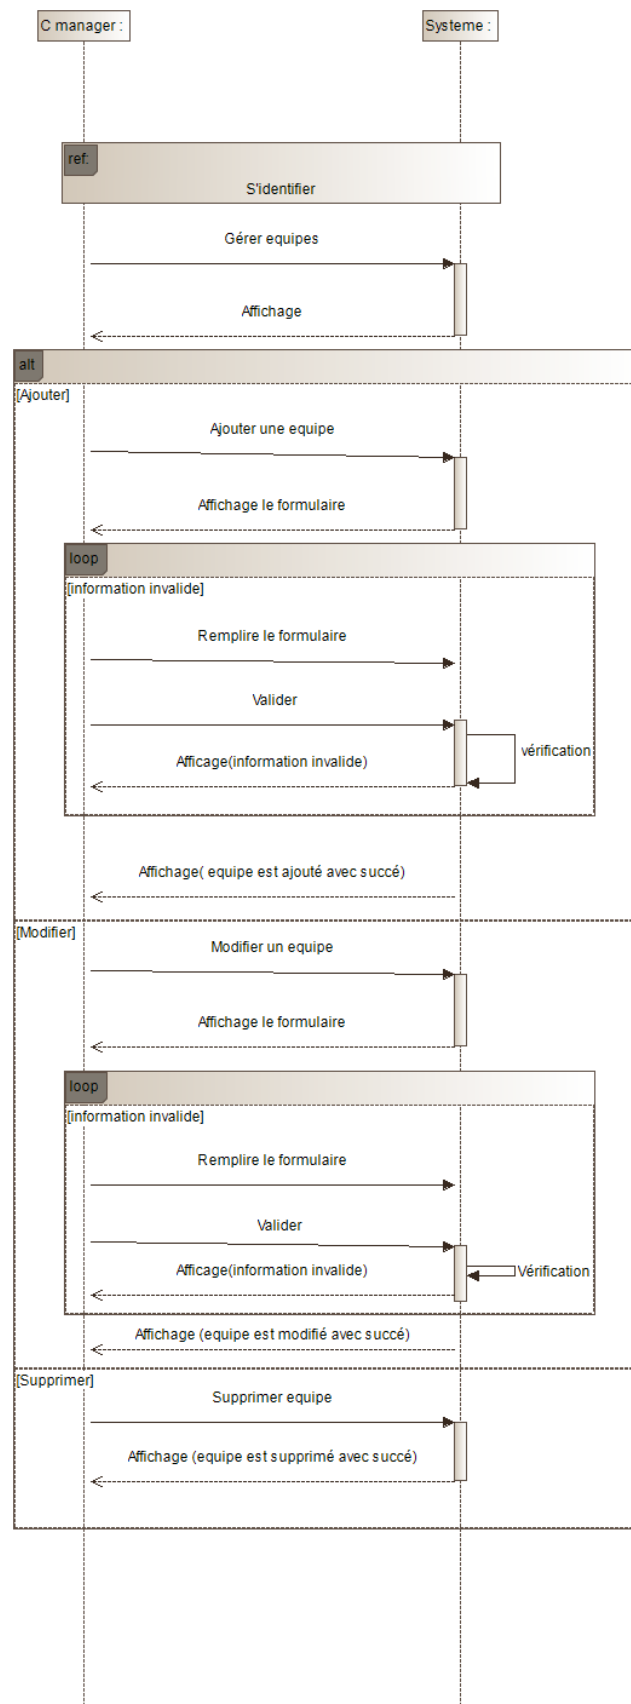 C manager :
Systeme :
ref:
S'identifier
Gérer equipes
Affichage
alt
[Ajouter]
Ajouter une equipe
Affichage le formulaire
loop
[information invalide]
Remplire le formulaire
Valider
vérification
Afficage(information invalide)
Affichage( equipe est ajouté avec succé)
[Modifier]
Modifier un equipe
Affichage le formulaire
loop
[information invalide]
Remplire le formulaire
Valider
Afficage(information invalide)
Vérification
Affichage (equipe est modifié avec succé)
[Supprimer]
Supprimer equipe
Affichage (equipe est supprimé avec succé)